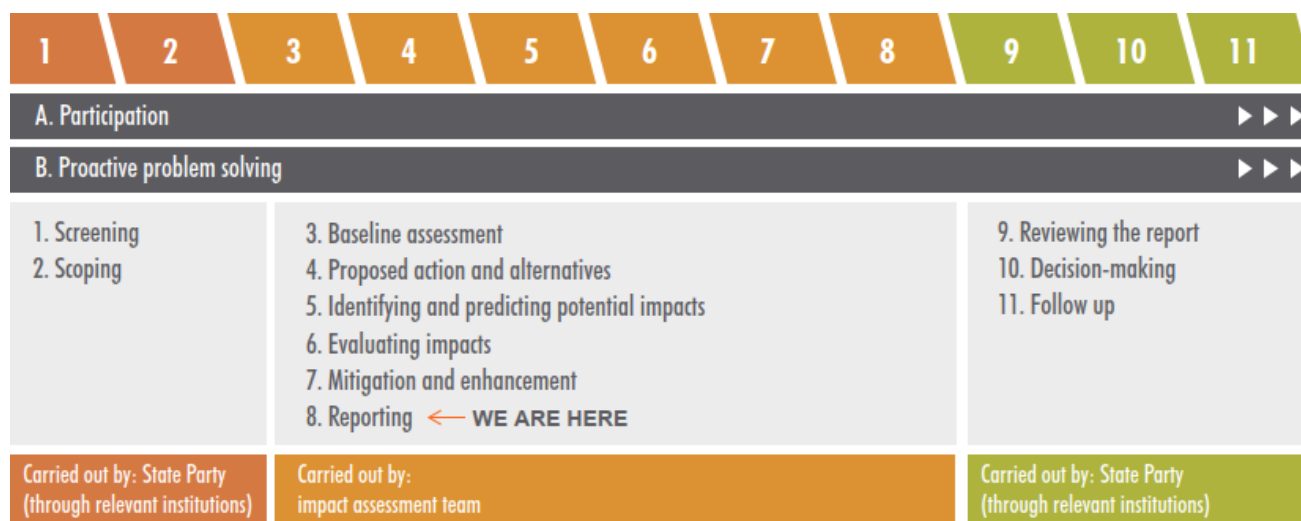 1 2 3 4 5 6 7 8 9 10 11
A. Participation
B. Proactive problem solving
1. Screening
2. Scoping
3. Baseline assessment
4. Proposed action and alternatives
5. Identifying and predicting potential impacts
6. Evaluating impacts
7. Mitigation and enhancement
8. Reporting ← WE ARE HERE
9. Reviewing the report
10. Decision-making
11. Follow up
Carried out by: State Party
(through relevant institutions)
Carried out by:
impact assessment team
Carried out by: State Party
(through relevant institutions)